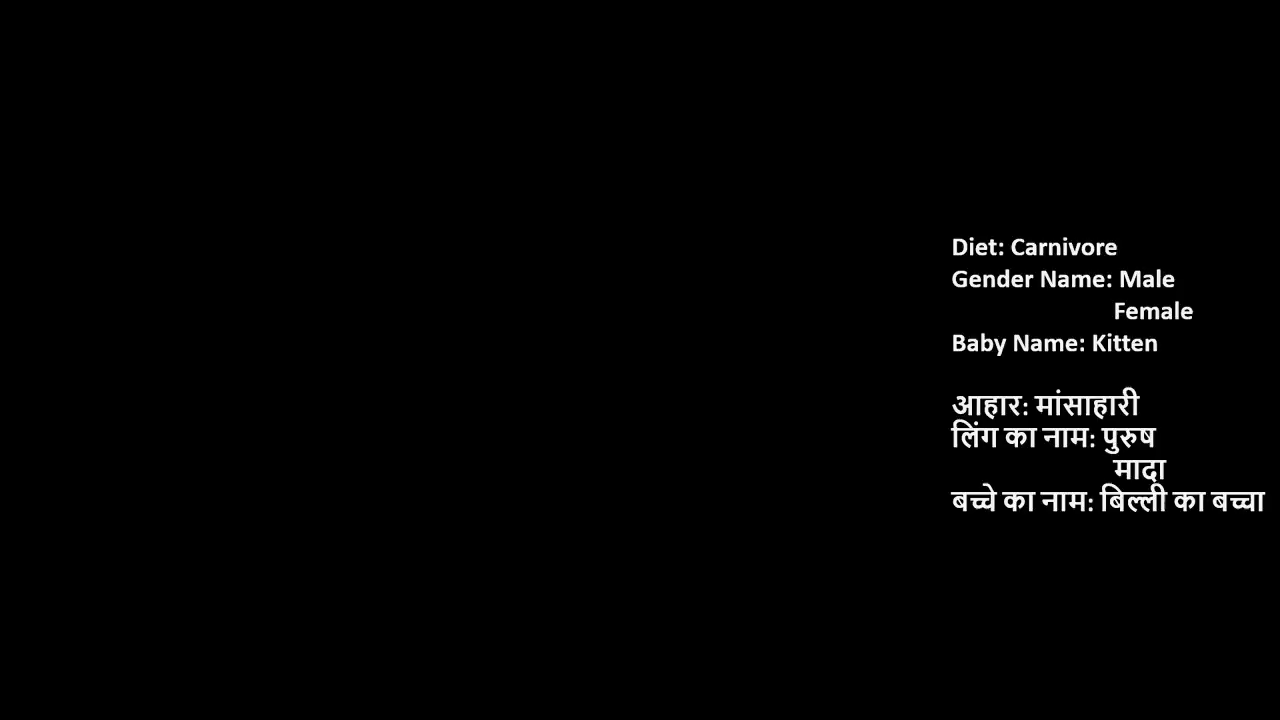 Diet: Carnivore
Gender Name: Male
Female
Baby Name: Kitten
आहार: मांसाहारी
लिंग का नाम: पुरुष
मादा
बच्चे का नाम: बिल्ली का बच्चा